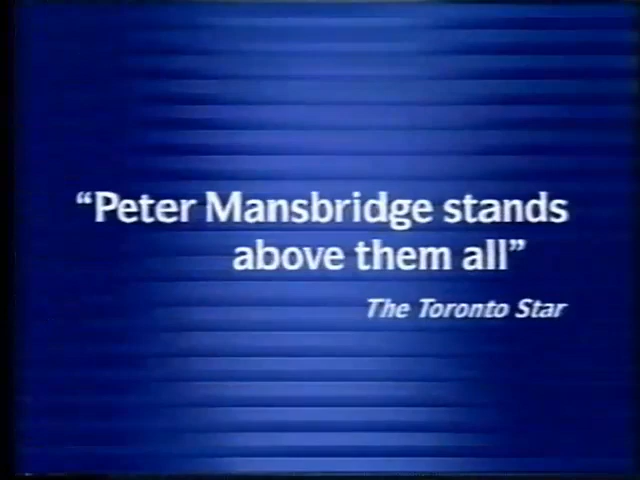 “Peter Mansbridge stands
above them all”
The Toronto Star